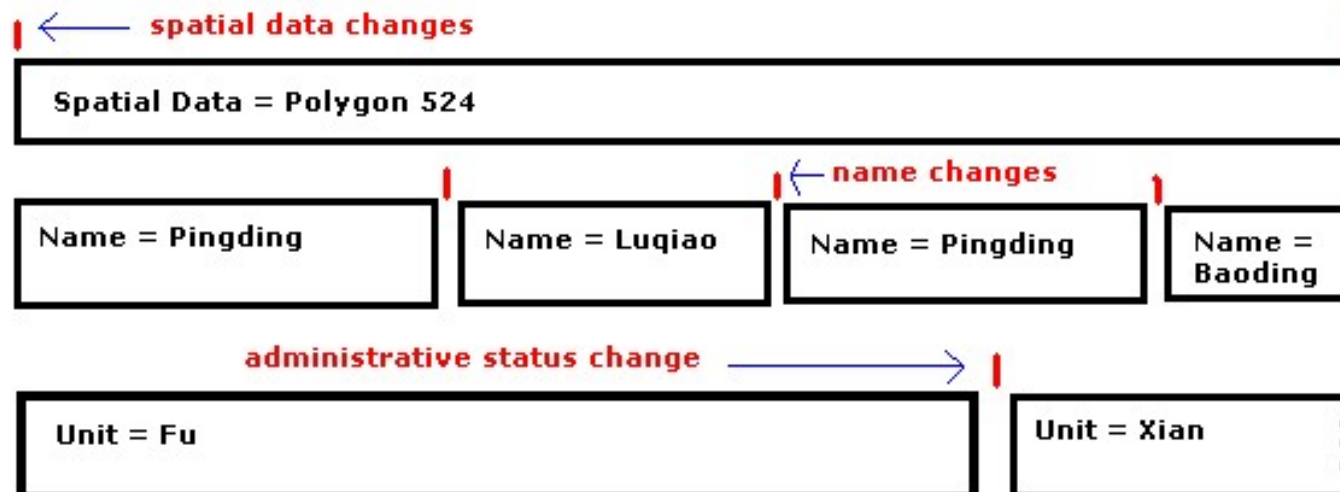 spatial data changes
Spatial Data = Polygon 524
name changes
Name = Pingding
Name = Luqiao
Name = Pingding
Name =
Baoding
administrative status change
Unit = Fu
Unit = Xian